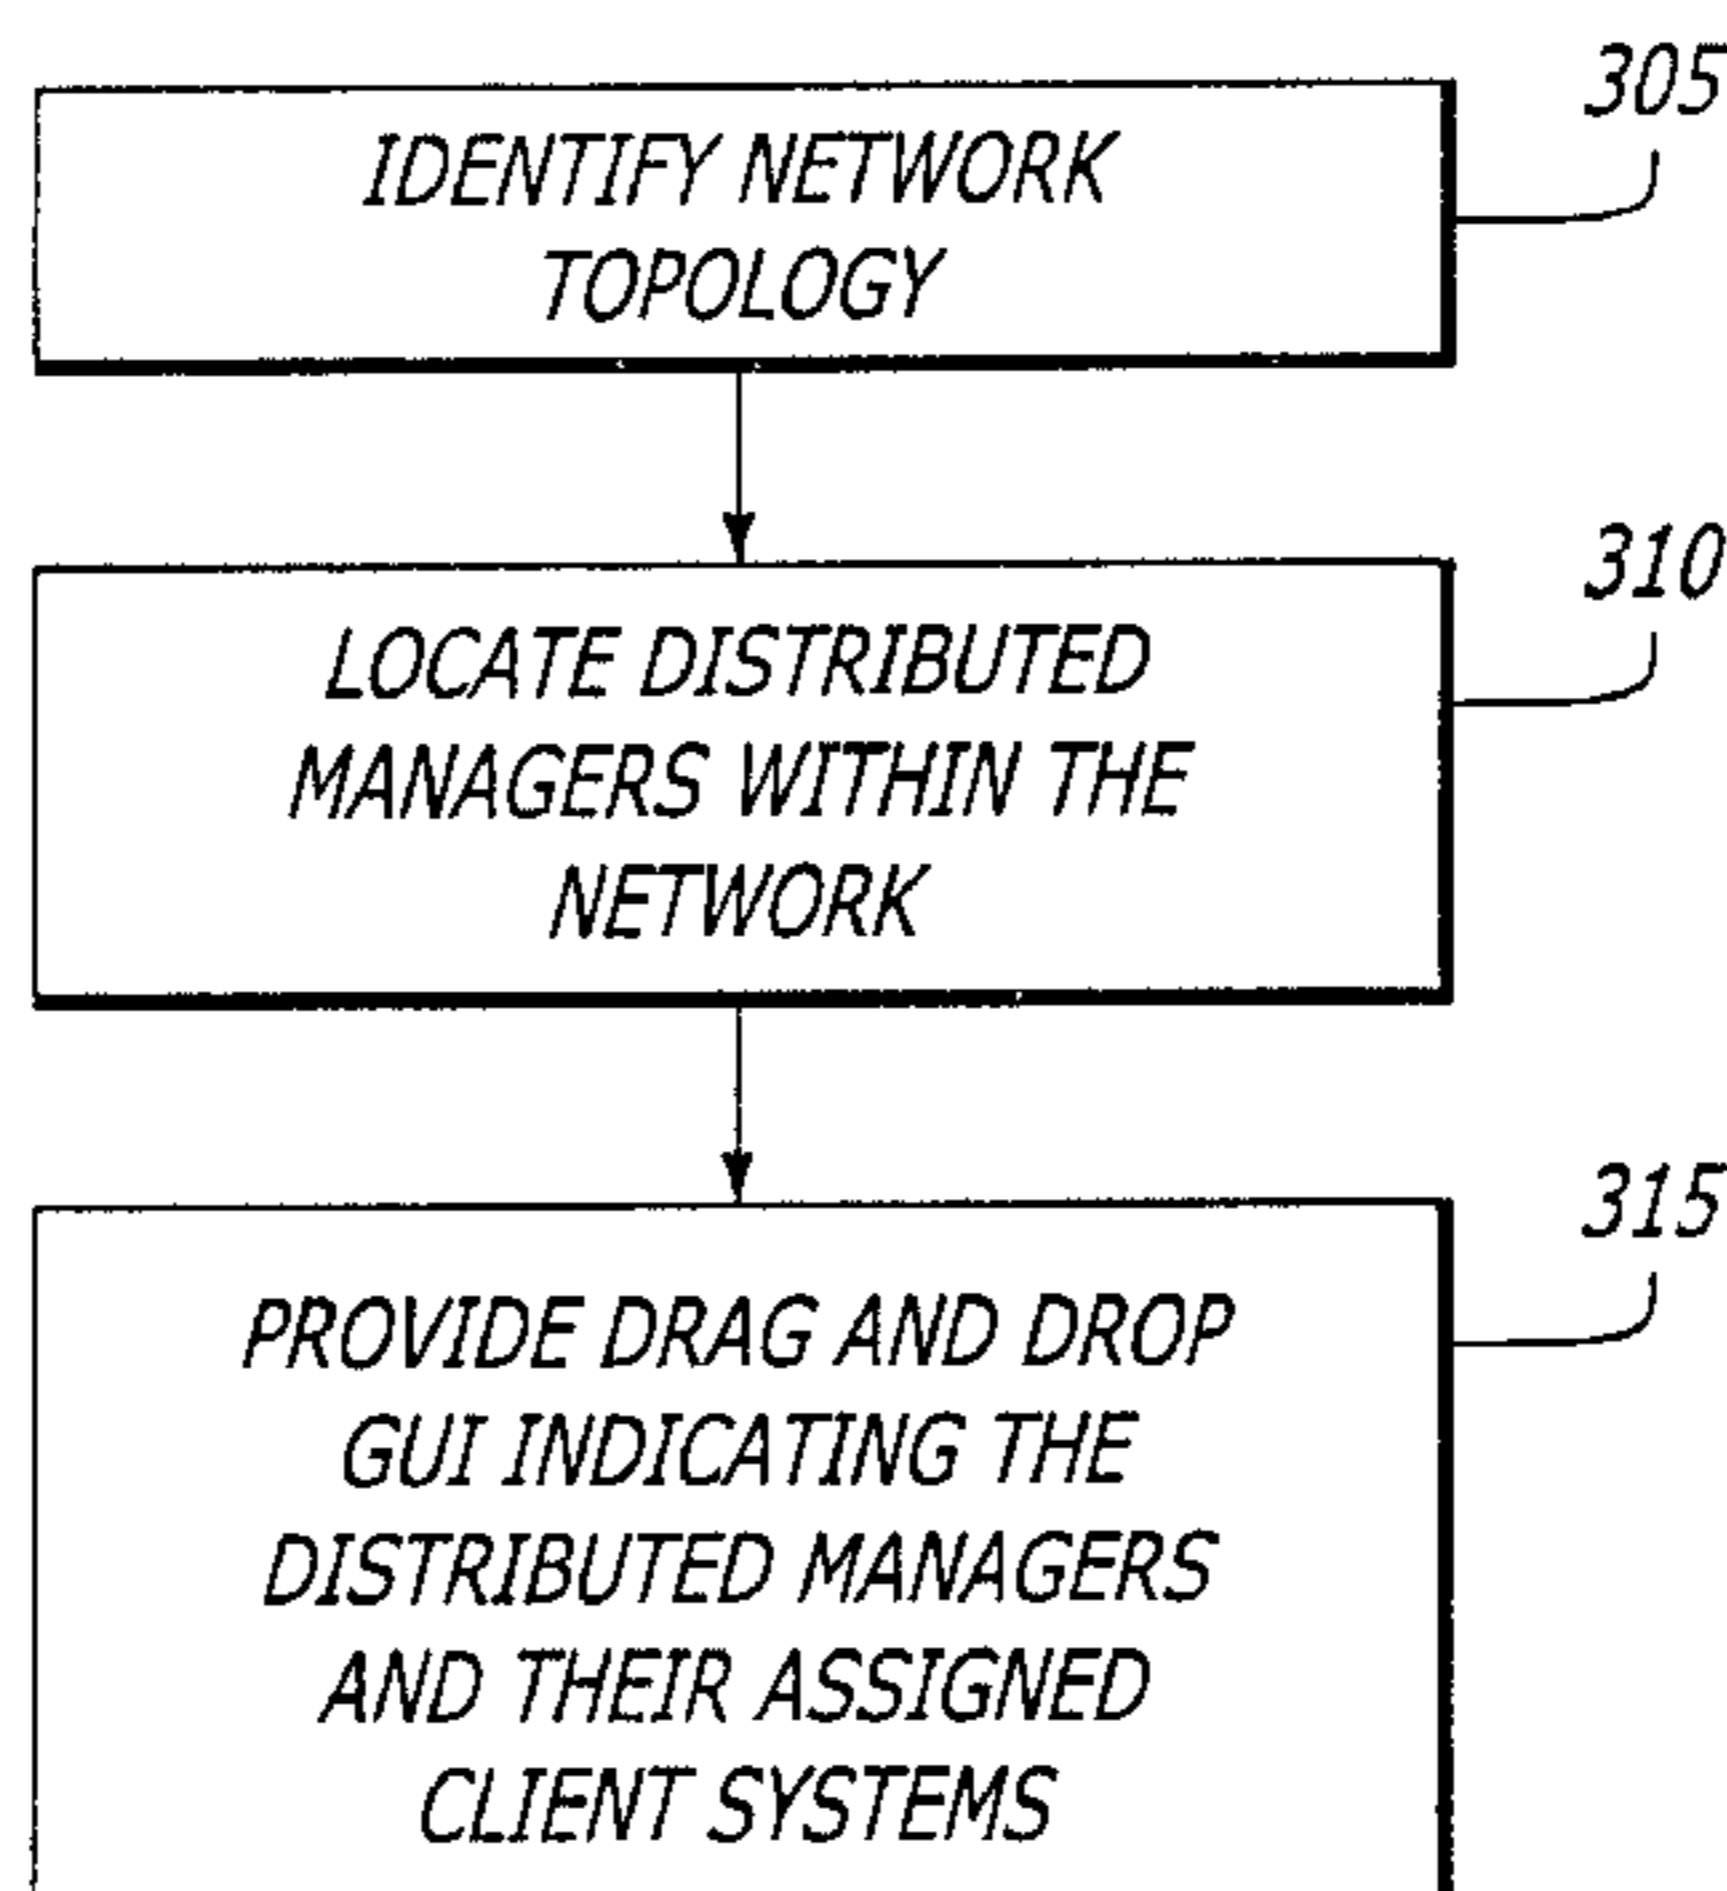 305
IDENTIFY NETWORK
TOPOLOGY
310
LOCATE DISTRIBUTED
MANAGERS WITHIN THE
NETWORK
315
PROVIDE DRAG AND DROP
GUI INDICATING THE
DISTRIBUTED MANAGERS
AND THEIR ASSIGNED
CLIENT SYSTEMS